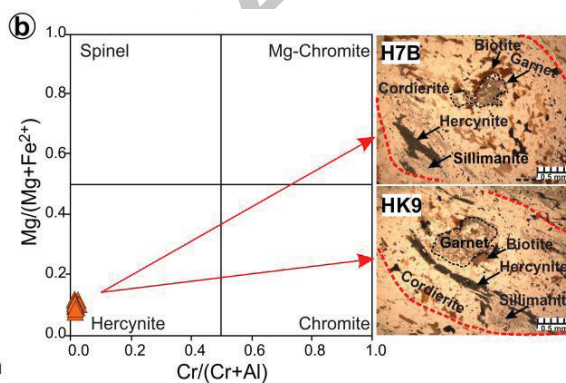 b
1.0
0.8
0.6
0.4
0.2
0.0
Mg/(Mg+Fe²⁺)
Spinel
Mg-Chromite
Hercynite
Chromite
0.0
0.2
0.4
0.6
0.8
1.0
Cr/(Cr+Al)
H7B
Biotite
Garnet
Cordierite
Hercynite
Sillimanite
0.5 mm
HK9
Garnet
Biotite
Hercynite
Cordierite
Sillimanite
0.5 mm